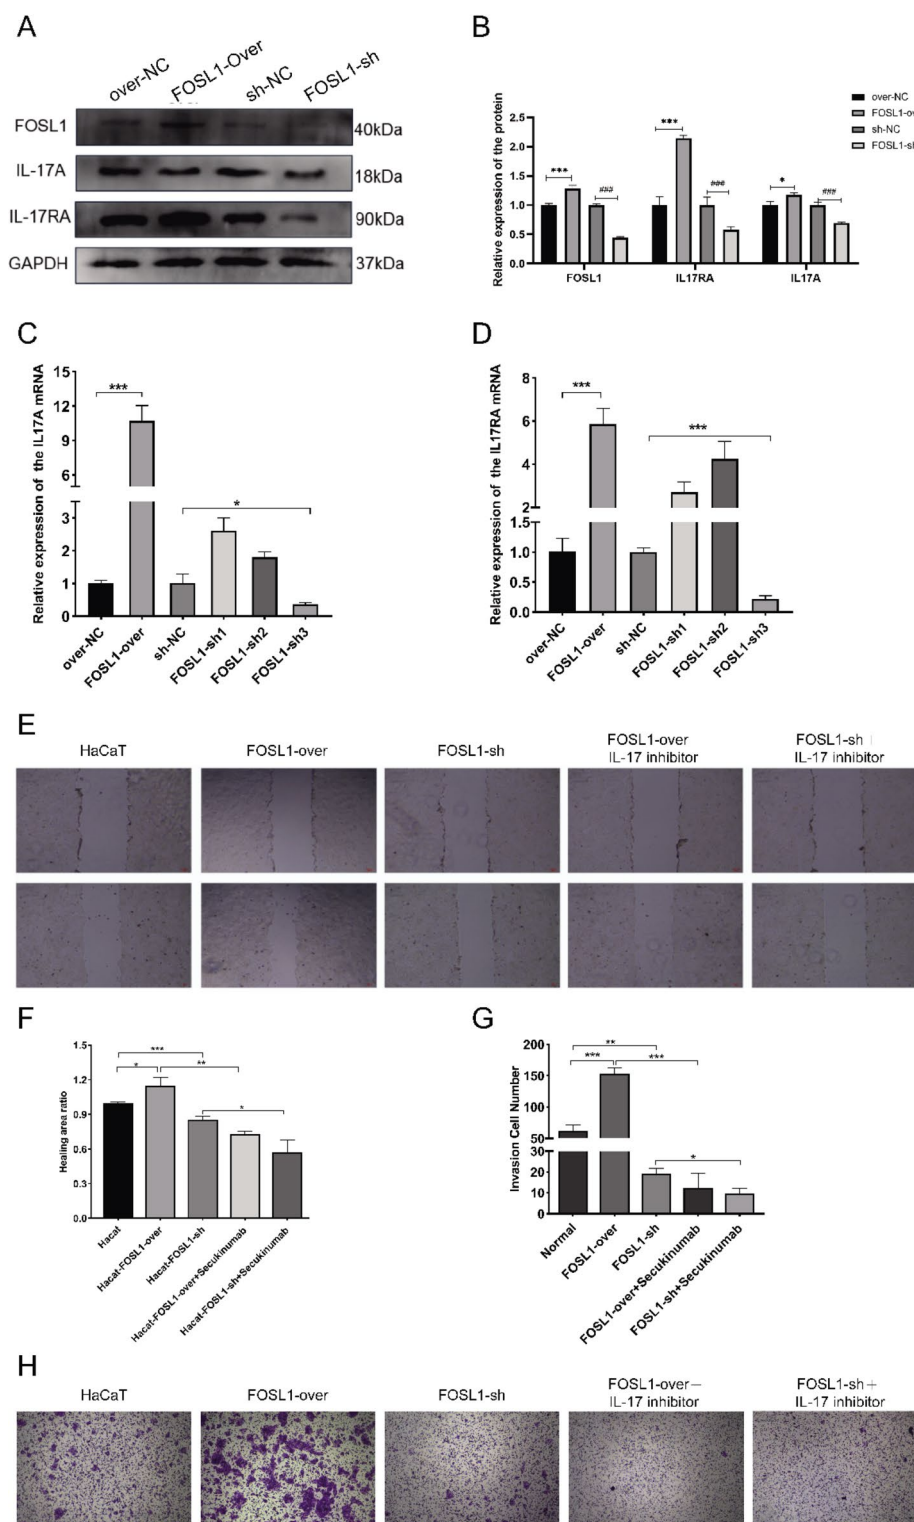 A
over-NC
FOSL1-Over
sh-NC
FOSL1-sh
FOSL1
40kDa
IL-17A
18kDa
IL-17RA
90kDa
GAPDH
37kDa
B
Relative expression of the protein
2.5
2.0
1.5
1.0
0.5
0.0
***
###
***
###
*
###
FOSL1
IL17RA
IL17A
over-NC
FOSL1-ov
sh-NC
FOSL1-sh
C
Relative expression of the IL17A mRNA
15
12
9
6
3
2
1
0
***
*
over-NC
FOSL1-over
sh-NC
FOSL1-sh1
FOSL1-sh2
FOSL1-sh3
D
Relative expression of the IL17RA mRNA
8
6
4
2
1.5
1.0
0.5
0.0
***
***
over-NC
FOSL1-over
sh-NC
FOSL1-sh1
FOSL1-sh2
FOSL1-sh3
E
HaCaT
FOSL1-over
FOSL1-sh
FOSL1-over
IL-17 inhibitor
FOSL1-sh+
IL-17 inhibitor
F
Healing area ratio
1.5
1.2
0.9
0.6
0.3
0.0
***
*
**
*
Hacat
Hacat-FOSL1-over
Hacat-FOSL1-sh
Hacat-FOSL1-over+Secukinumab
Hacat-FOSL1-sh+Secukinumab
G
Invasion Cell Number
200
150
100
50
30
20
10
0
**
***
***
*
Normal
FOSL1-over
FOSL1-sh
FOSL1-over+Secukinumab
FOSL1-sh+Secukinumab
H
HaCaT
FOSL1-over
FOSL1-sh
FOSL1-over−
IL-17 inhibitor
FOSL1-sh+
IL-17 inhibitor